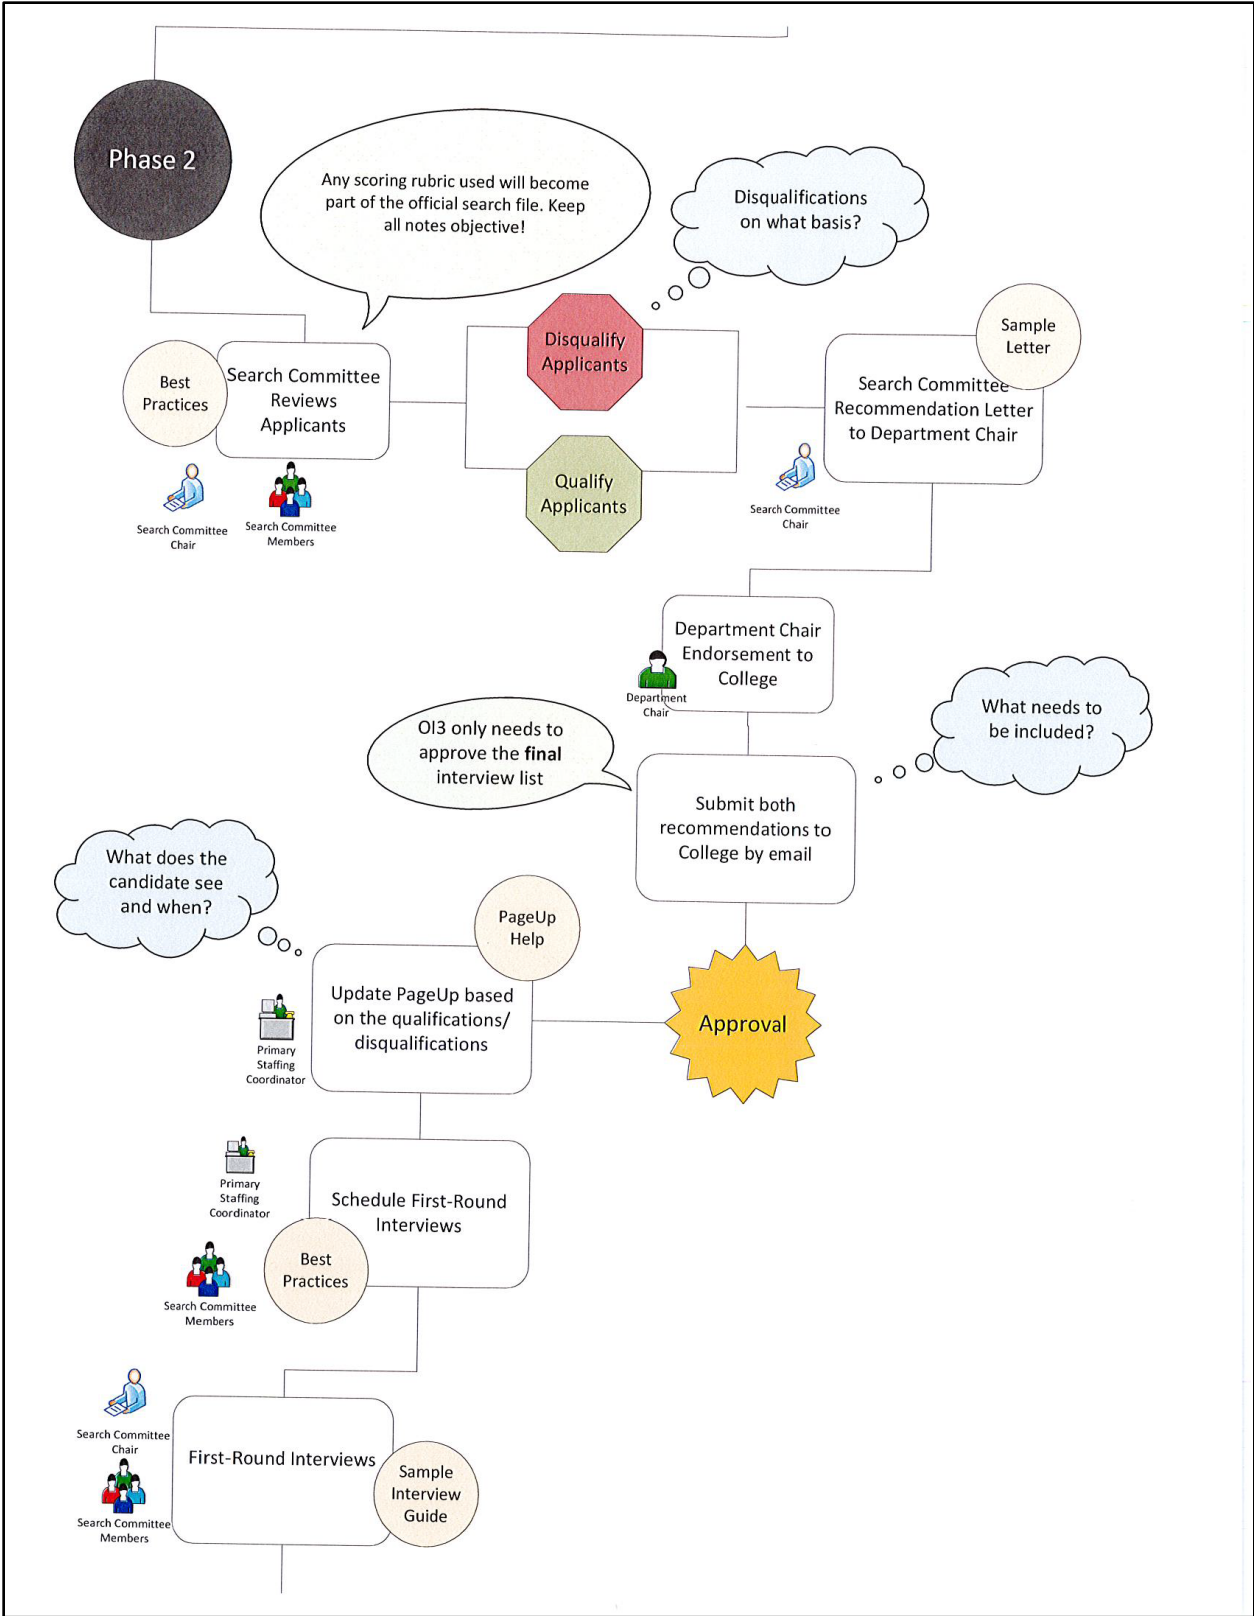 Phase 2
Any scoring rubric used will become
part of the official search file. Keep
all notes objective!
Disqualifications
on what basis?
Best
Practices
Search Committee
Reviews
Applicants
Search Committee
Chair
Search Committee
Members
Disqualify
Applicants
Qualify
Applicants
Sample
Letter
Search Committee
Recommendation Letter
to Department Chair
Search Committee
Chair
Department Chair
Endorsement to
College
Department
Chair
OI3 only needs to
approve the final
interview list
What needs to
be included?
Submit both
recommendations to
College by email
What does the
candidate see
and when?
PageUp
Help
Update PageUp based
on the qualifications/
disqualifications
Primary
Staffing
Coordinator
Approval
Primary
Staffing
Coordinator
Schedule First-Round
Interviews
Best
Practices
Search Committee
Members
Search Committee
Chair
First-Round Interviews
Search Committee
Members
Sample
Interview
Guide